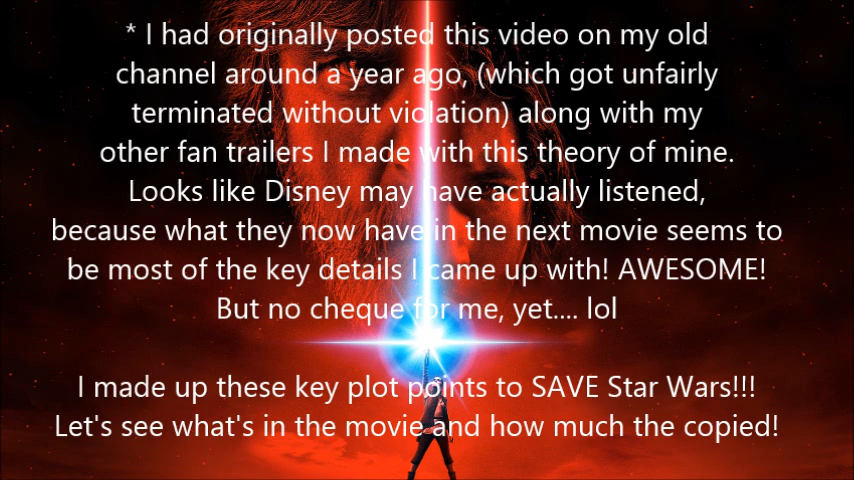 * I had originally posted this video on my old
channel around a year ago, (which got unfairly
terminated without violation) along with my
other fan trailers I made with this theory of mine.
Looks like Disney may have actually listened,
because what they now have in the next movie seems to
be most of the key details I came up with! AWESOME!
But no cheque for me, yet.... lol
I made up these key plot points to SAVE Star Wars!!!
Let's see what's in the movie and how much the copied!